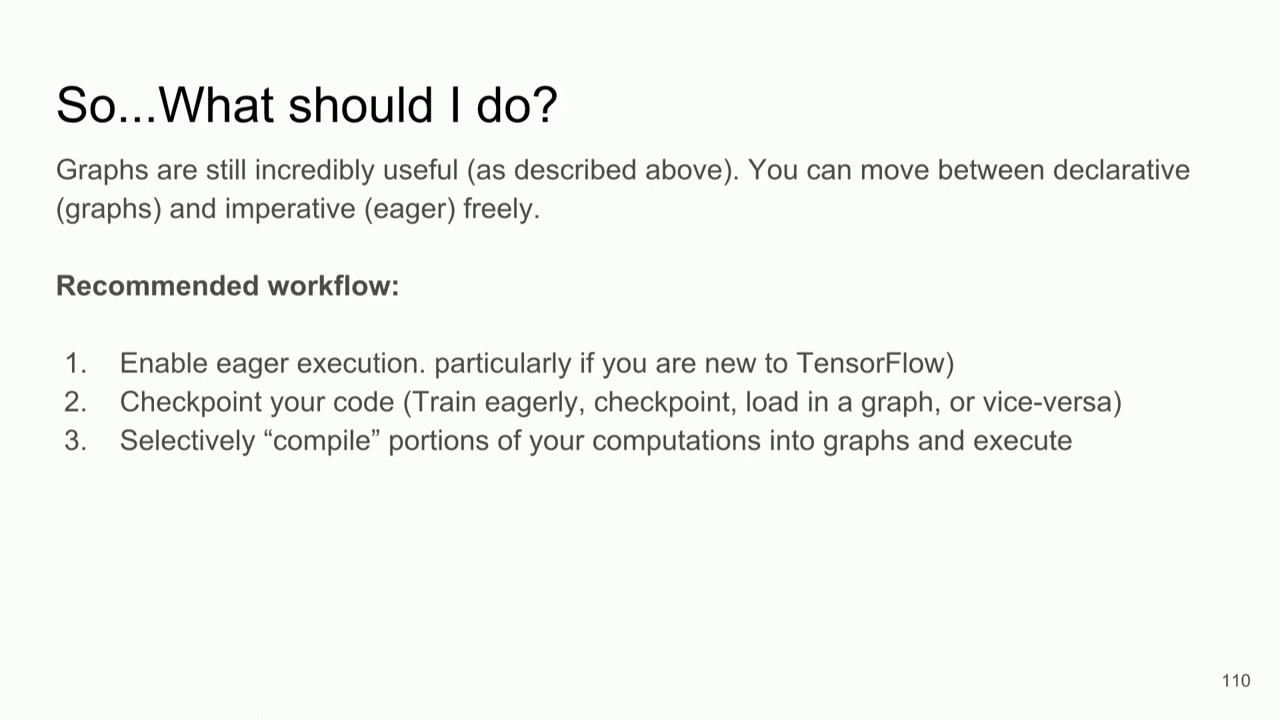 So...What should I do?
Graphs are still incredibly useful (as described above). You can move between declarative
(graphs) and imperative (eager) freely.
Recommended workflow:
1. Enable eager execution. particularly if you are new to TensorFlow)
2. Checkpoint your code (Train eagerly, checkpoint, load in a graph, or vice-versa)
3. Selectively “compile” portions of your computations into graphs and execute
110